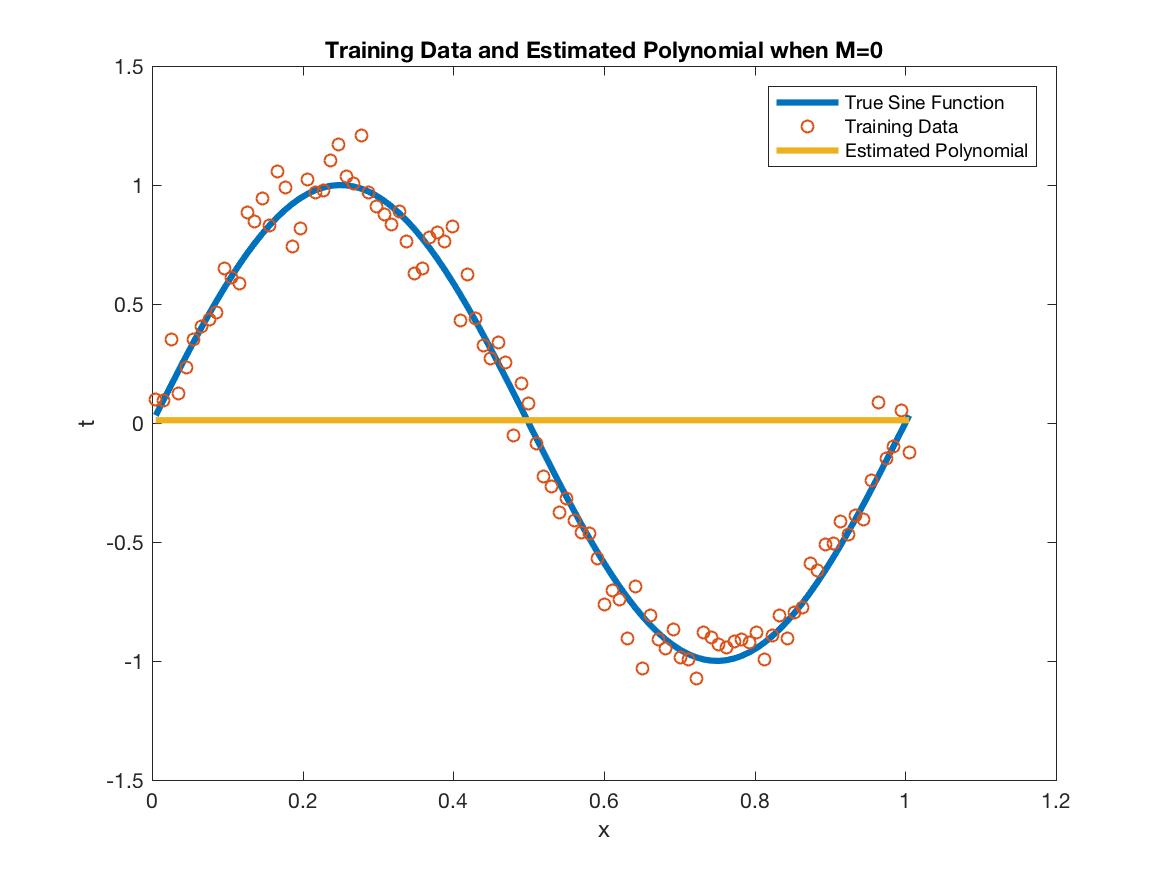 Training Data and Estimated Polynomial when M=0
True Sine Function
Training Data
Estimated Polynomial
1.5
1
0.5
0
-0.5
-1
-1.5
t
0
0.2
0.4
0.6
0.8
1
1.2
x